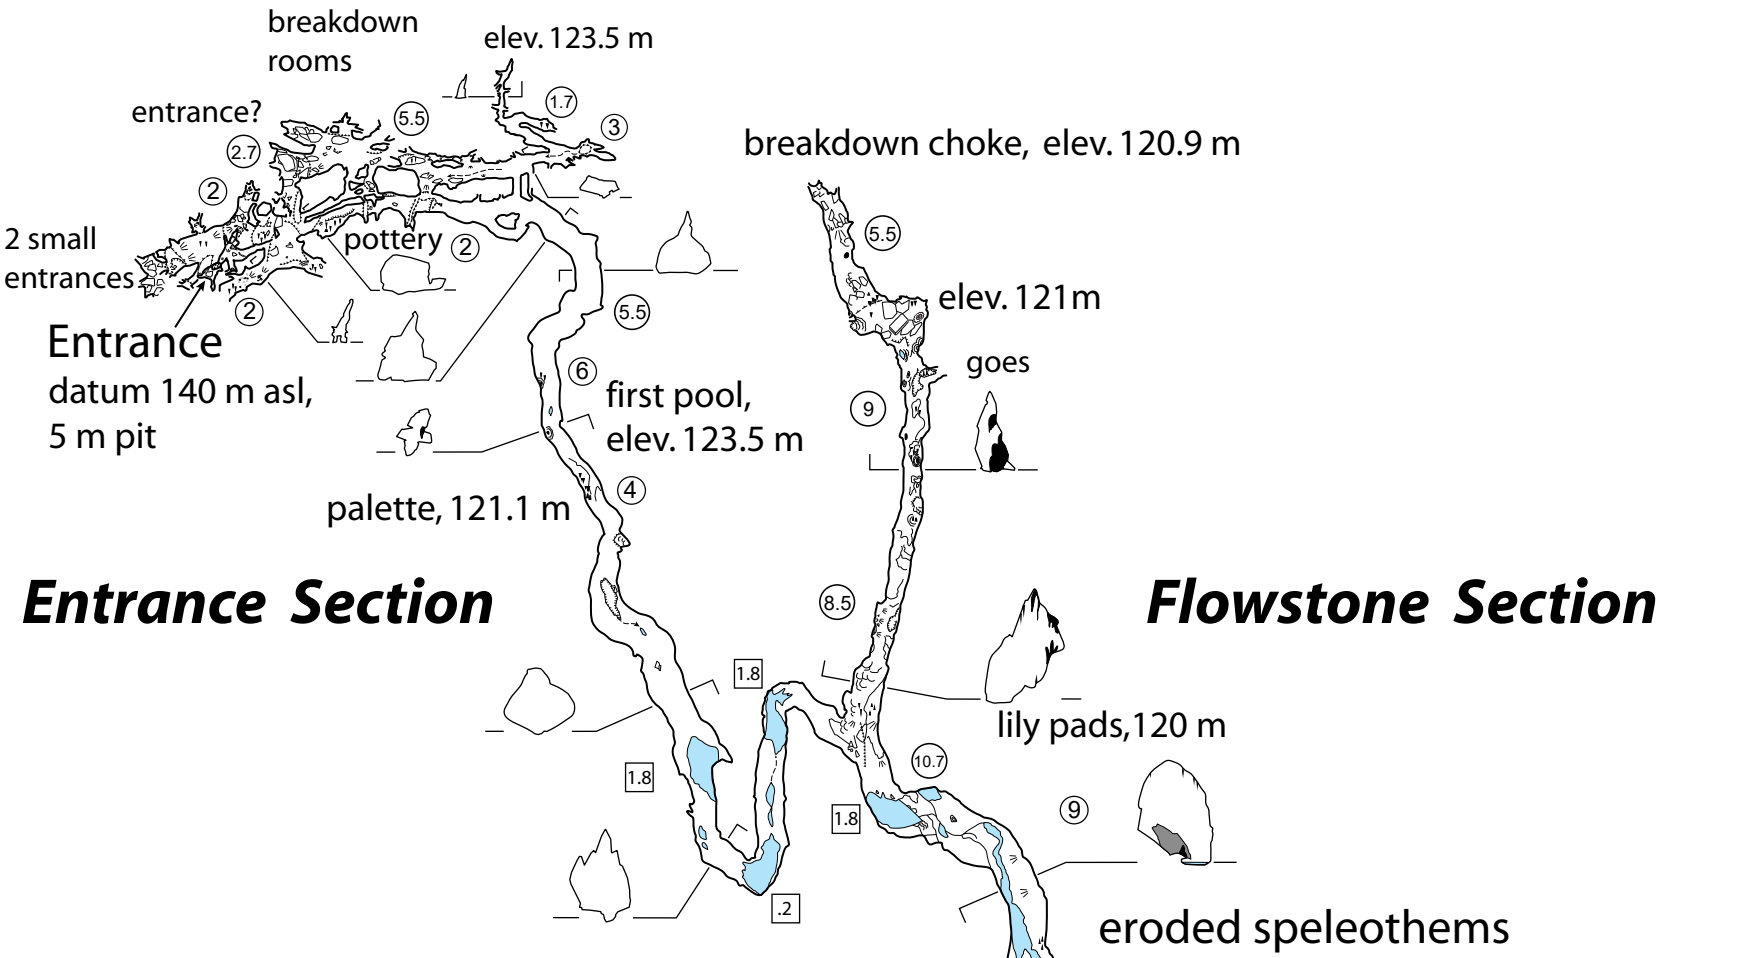 breakdown
rooms
elev. 123.5 m
entrance?
5.5
1.7
3
2.7
2
breakdown choke, elev. 120.9 m
2 small
entrances
pottery
2
5.5
2
5.5
elev. 121m
Entrance
datum 140 m asl,
5 m pit
6
goes
first pool,
elev. 123.5 m
9
4
palette, 121.1 m
Entrance Section
8.5
Flowstone Section
1.8
lily pads,120 m
1.8
10.7
1.8
9
.2
eroded speleothems